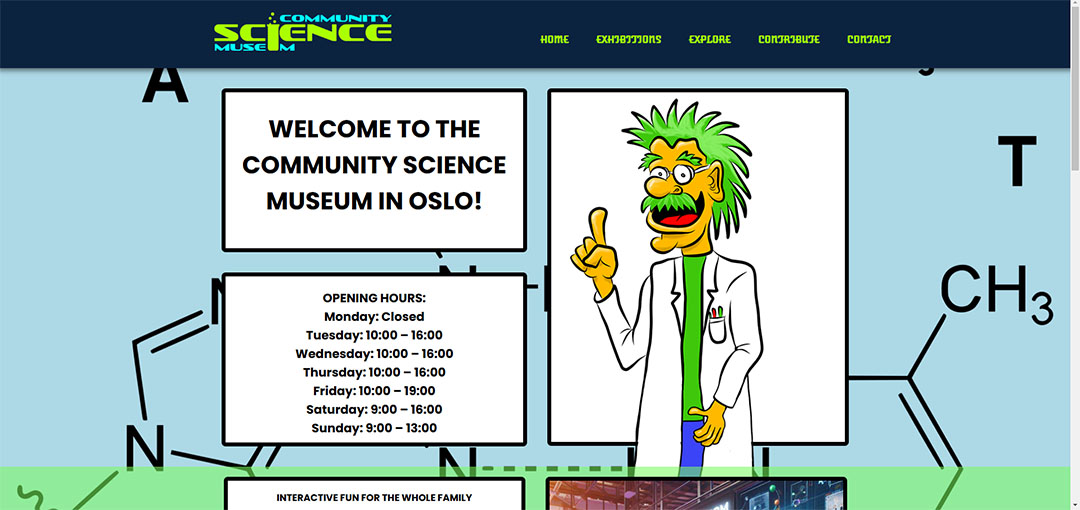 COMMUNITY
SCIENCE
MUSEUM
HOME EXHIBITIONS EXPLORE CONTRIBUTE CONTACT
A
T
WELCOME TO THE
COMMUNITY SCIENCE
MUSEUM IN OSLO!
CH3
OPENING HOURS:
Monday: Closed
Tuesday: 10:00 – 16:00
Wednesday: 10:00 – 16:00
Thursday: 10:00 – 16:00
Friday: 10:00 – 19:00
Saturday: 9:00 – 16:00
Sunday: 9:00 – 13:00
N
N
INTERACTIVE FUN FOR THE WHOLE FAMILY